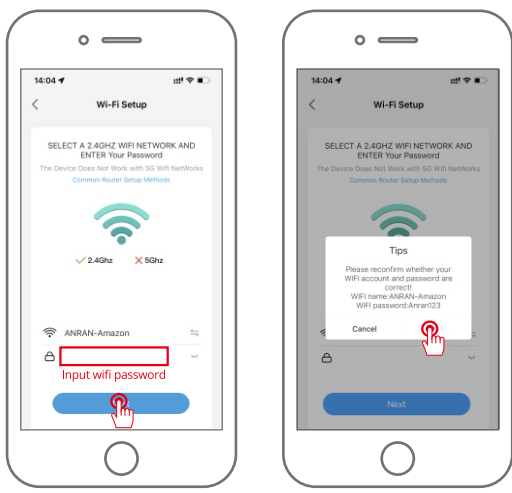 14:04
Wi-Fi Setup
SELECT A 2.4GHZ WIFI NETWORK AND
ENTER Your Password
The Device Does Not Work with 5G Wifi NetWorks
Common Router Setup Methods
2.4Ghz
5Ghz
ANRAN-Amazon
Input wifi password
14:04
Wi-Fi Setup
SELECT A 2.4GHZ WIFI NETWORK AND
ENTER Your Password
The Device Does Not Work with 5G Wifi NetWorks
Common Router Setup Methods
Tips
Please reconfirm whether your
WIFI account and password are
correct!
WIFI name:ANRAN-Amazon
WIFI password:Anran123
Cancel
Next